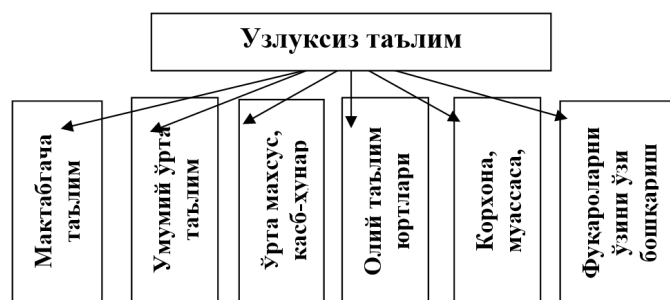 Узлуксиз таълим
Мактабгача
таълим
Умумий ўрта
таълим
Ўрта махсус,
касб-ҳунар
Олий таълим
юртлари
Корхона,
муассаса,
Фуқароларни
ўзини ўзи
бошқариш